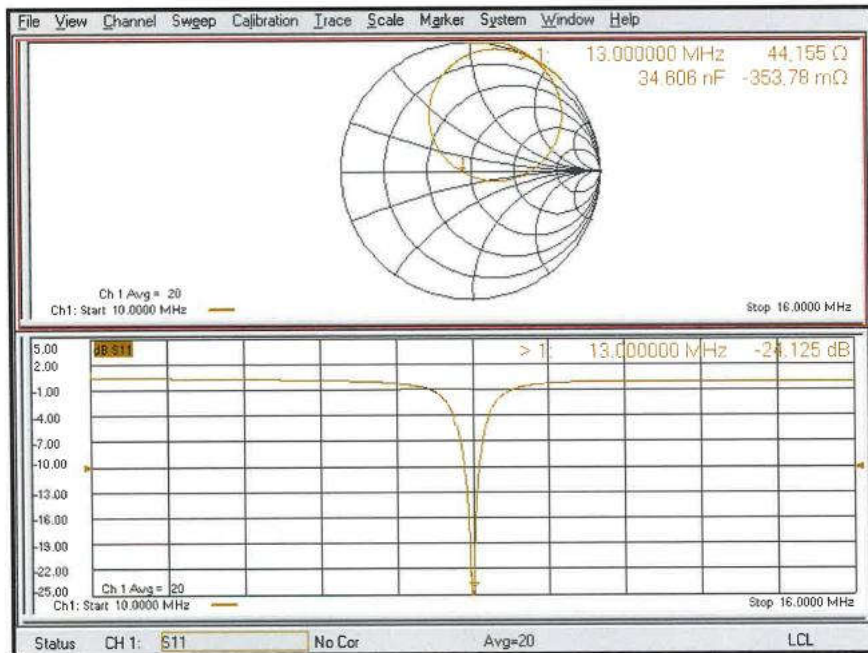 File View Channel Sweep Calibration Trace Scale Marker System Window Help
> 1: 13.000000 MHz 44.155 Ω
34.606 nF -353.78 mΩ
1
Ch 1 Avg = 20
Ch1: Start 10.0000 MHz
Stop 16.0000 MHz
5.00
dB S11
> 1: 13.000000 MHz -24.125 dB
2.00
-1.00
-4.00
-7.00
-10.00
-13.00
-16.00
-19.00
-22.00
-25.00
Ch 1 Avg = 20
Ch1: Start 10.0000 MHz
Stop 16.0000 MHz
Status CH 1: S11 No Cor Avg=20 LCL